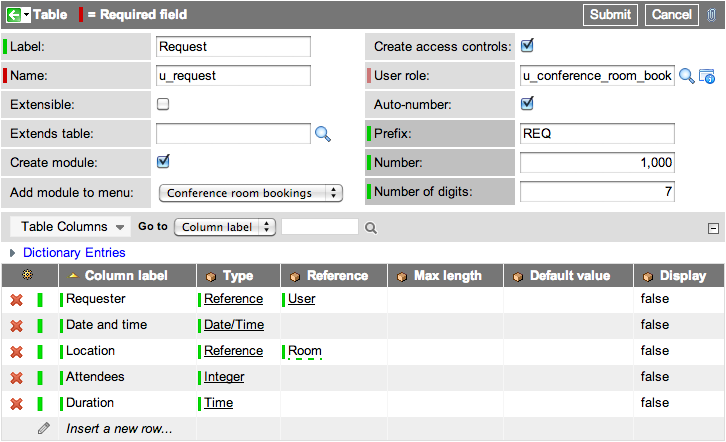 Table = Required field Submit Cancel
Label: Request Create access controls:
Name: u_request User role: u_conference_room_book
Extensible: Auto-number:
Extends table: Prefix: REQ
Create module: Number: 1,000
Add module to menu: Conference room bookings Number of digits: 7
Table Columns Go to Column label
Dictionary Entries
Column label Type Reference Max length Default value Display
Requester Reference User false
Date and time Date/Time false
Location Reference Room false
Attendees Integer false
Duration Time false
Insert a new row...